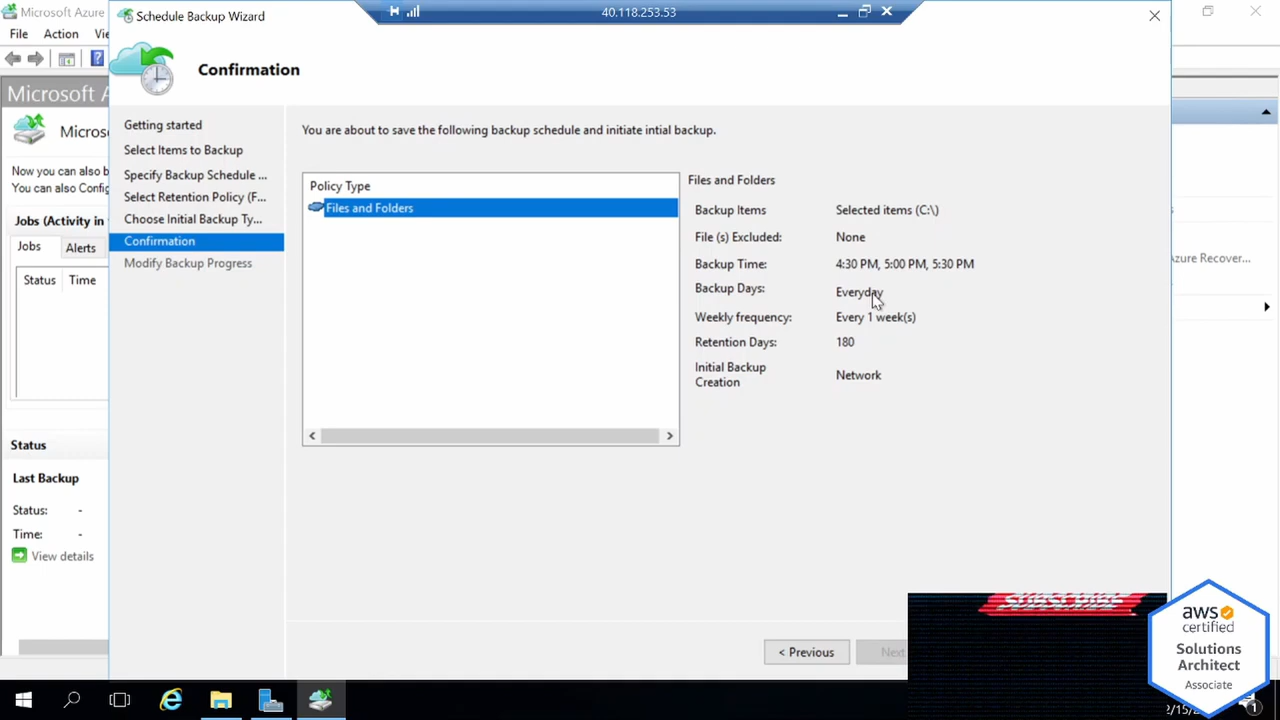 Microsoft Azure
Schedule Backup Wizard
40.118.253.53
File
Action
Confirmation
Microsoft
Getting started
Select Items to Backup
Specify Backup Schedule ...
Select Retention Policy (F...
Choose Initial Backup Ty...
Confirmation
Modify Backup Progress
You are about to save the following backup schedule and initiate intial backup.
Policy Type
Files and Folders
Files and Folders
Backup Items
Selected items (C:\)
File (s) Excluded:
None
Backup Time:
4:30 PM, 5:00 PM, 5:30 PM
Backup Days:
Everyday
Weekly frequency:
Every 1 week(s)
Retention Days:
180
Initial Backup
Creation
Network
Now you can also
You can also
Jobs (Activity in
Jobs
Alerts
Status
Time
Azure Recover...
Status
Last Backup
Status:
-
Time:
-
View details
< Previous
Next
SUBSCRIBE
aws
certified
Solutions
Architect
Associate
1